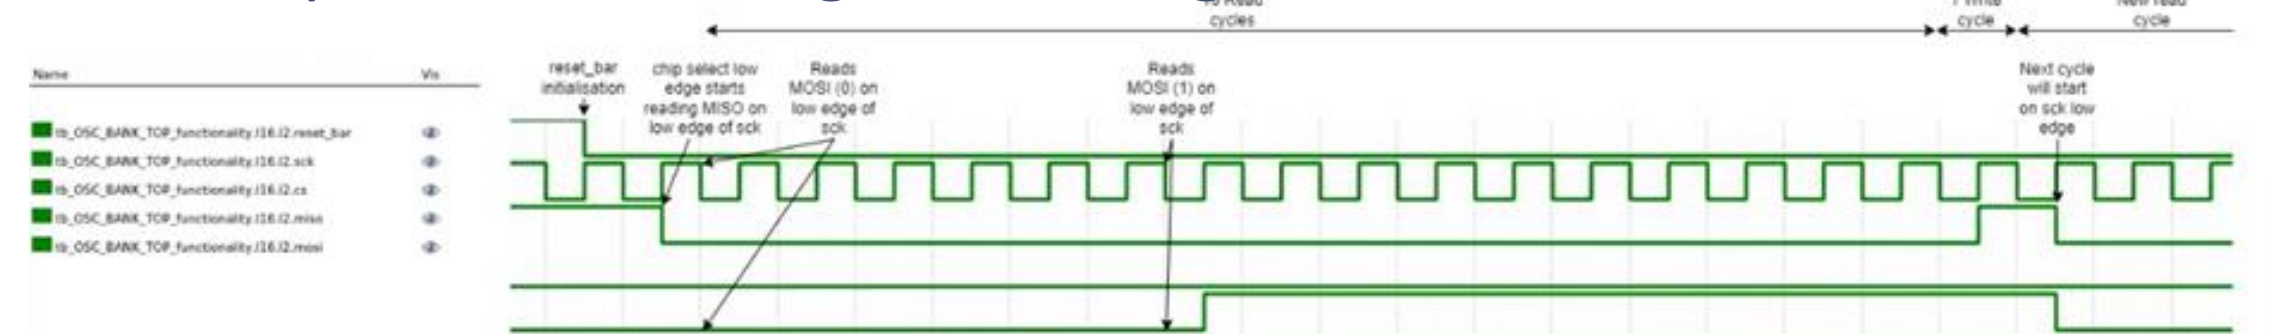 cycles
cycle
cycle
Name
Vis
reset_bar
initialisation
chip select low
edge starts
reading MISO on
low edge of sck
Reads
MOSI (0) on
low edge of
sck
Reads
MOSI (1) on
low edge of
sck
Next cycle
will start
on sck low
edge
tb_OSC_BANK_TOP_functionality.I16.I2.reset_bar
tb_OSC_BANK_TOP_functionality.I16.I2.sck
tb_OSC_BANK_TOP_functionality.I16.I2.cs
tb_OSC_BANK_TOP_functionality.I16.I2.miso
tb_OSC_BANK_TOP_functionality.I16.I2.mosi